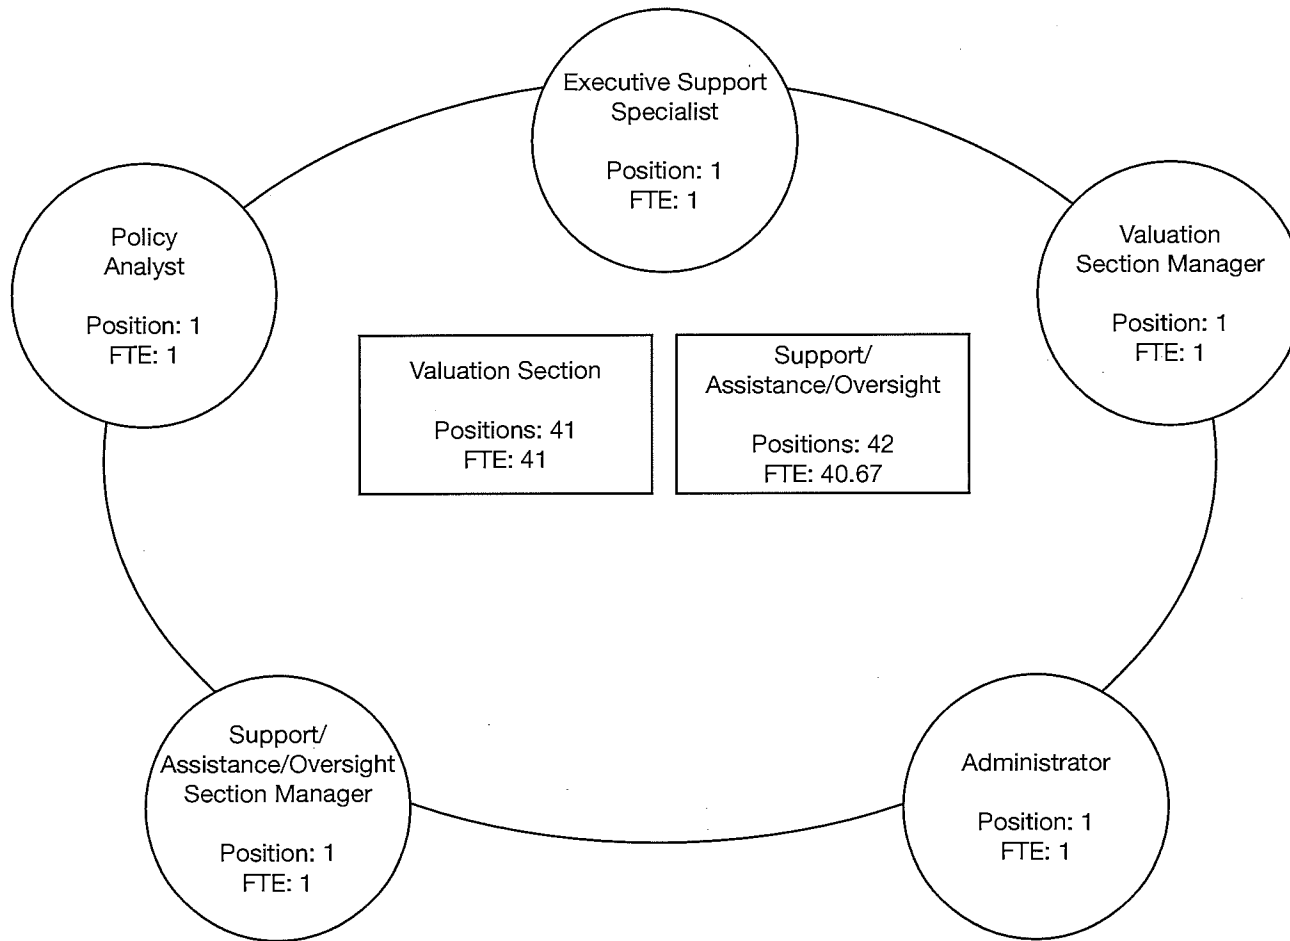 Executive Support
Specialist
Position: 1
FTE: 1
Policy
Analyst
Position: 1
FTE: 1
Valuation
Section Manager
Position: 1
FTE: 1
Valuation Section
Positions: 41
FTE: 41
Support/
Assistance/Oversight
Positions: 42
FTE: 40.67
Support/
Assistance/Oversight
Section Manager
Position: 1
FTE: 1
Administrator
Position: 1
FTE: 1